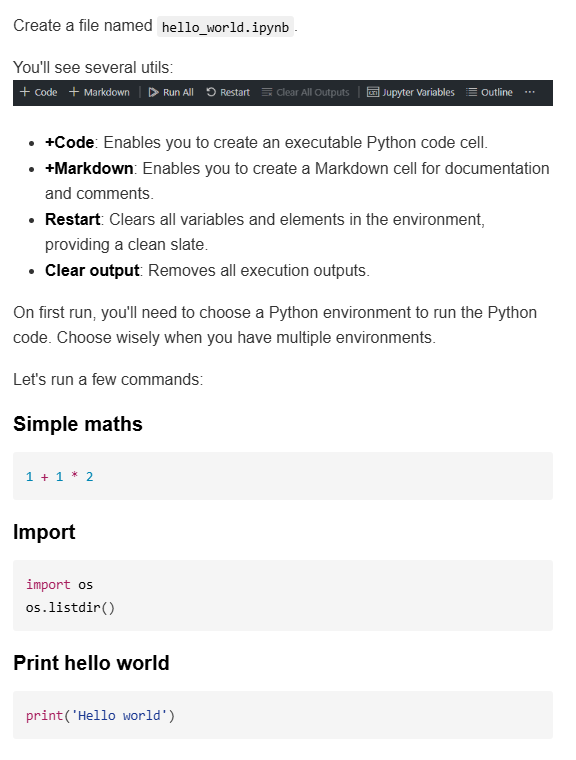 Create a file named hello_world.ipynb.
You'll see several utils:
+ Code + Markdown | Run All Restart Clear All Outputs | Jupyter Variables Outline ...
• +Code: Enables you to create an executable Python code cell.
• +Markdown: Enables you to create a Markdown cell for documentation
and comments.
• Restart: Clears all variables and elements in the environment,
providing a clean slate.
• Clear output: Removes all execution outputs.
On first run, you'll need to choose a Python environment to run the Python
code. Choose wisely when you have multiple environments.
Let's run a few commands:
Simple maths
1 + 1 * 2
Import
import os
os.listdir()
Print hello world
print('Hello world')